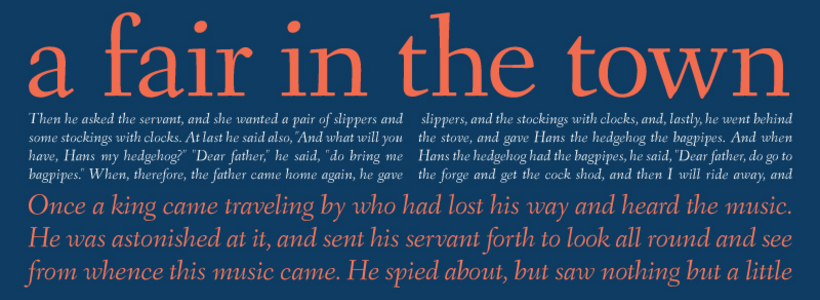 a fair in the town
Then he asked the servant, and she wanted a pair of slippers and
some stockings with clocks. At last he said also, "And what will you
have, Hans my hedgehog?" "Dear father," he said, "do bring me
bagpipes." When, therefore, the father came home again, he gave
slippers, and the stockings with clocks, and, lastly, he went behind
the stove, and gave Hans the hedgehog the bagpipes. And when
Hans the hedgehog had the bagpipes, he said, "Dear father, do go to
the forge and get the cock shod, and then I will ride away, and
Once a king came traveling by who had lost his way and heard the music.
He was astonished at it, and sent his servant forth to look all round and see
from whence this music came. He spied about, but saw nothing but a little